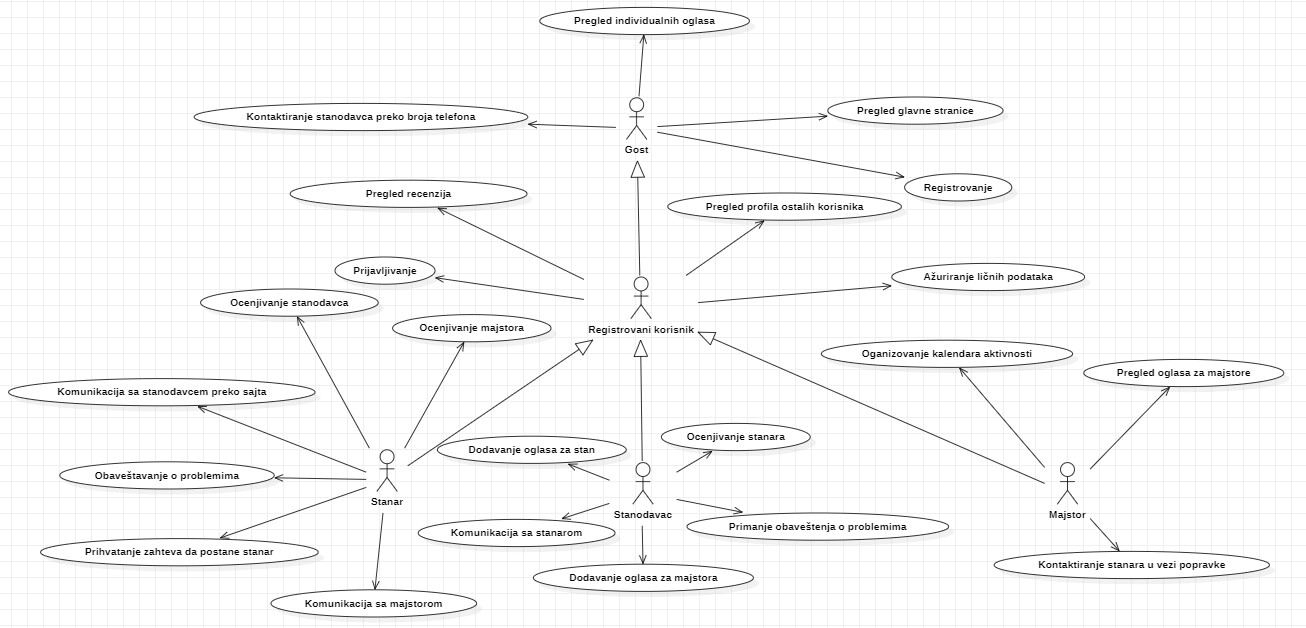 Pregled individualnih oglasa
Kontaktiranje stanodavca preko broja telefona
Pregled glavne stranice
Gost
Pregled recenzija
Registrovanje
Pregled profila ostalih korisnika
Prijavljivanje
Ažuriranje ličnih podataka
Ocenjivanje stanodavca
Ocenjivanje majstora
Registrovani korisnik
Oganizovanje kalendara aktivnosti
Pregled oglasa za majstore
Komunikacija sa stanodavcem preko sajta
Ocenjivanje stanara
Dodavanje oglasa za stan
Obaveštavanje o problemima
Stanar
Stanodavac
Majstor
Primanje obaveštenja o problemima
Komunikacija sa stanarom
Prihvatanje zahteva da postane stanar
Kontaktiranje stanara u vezi popravke
Dodavanje oglasa za majstora
Komunikacija sa majstorom